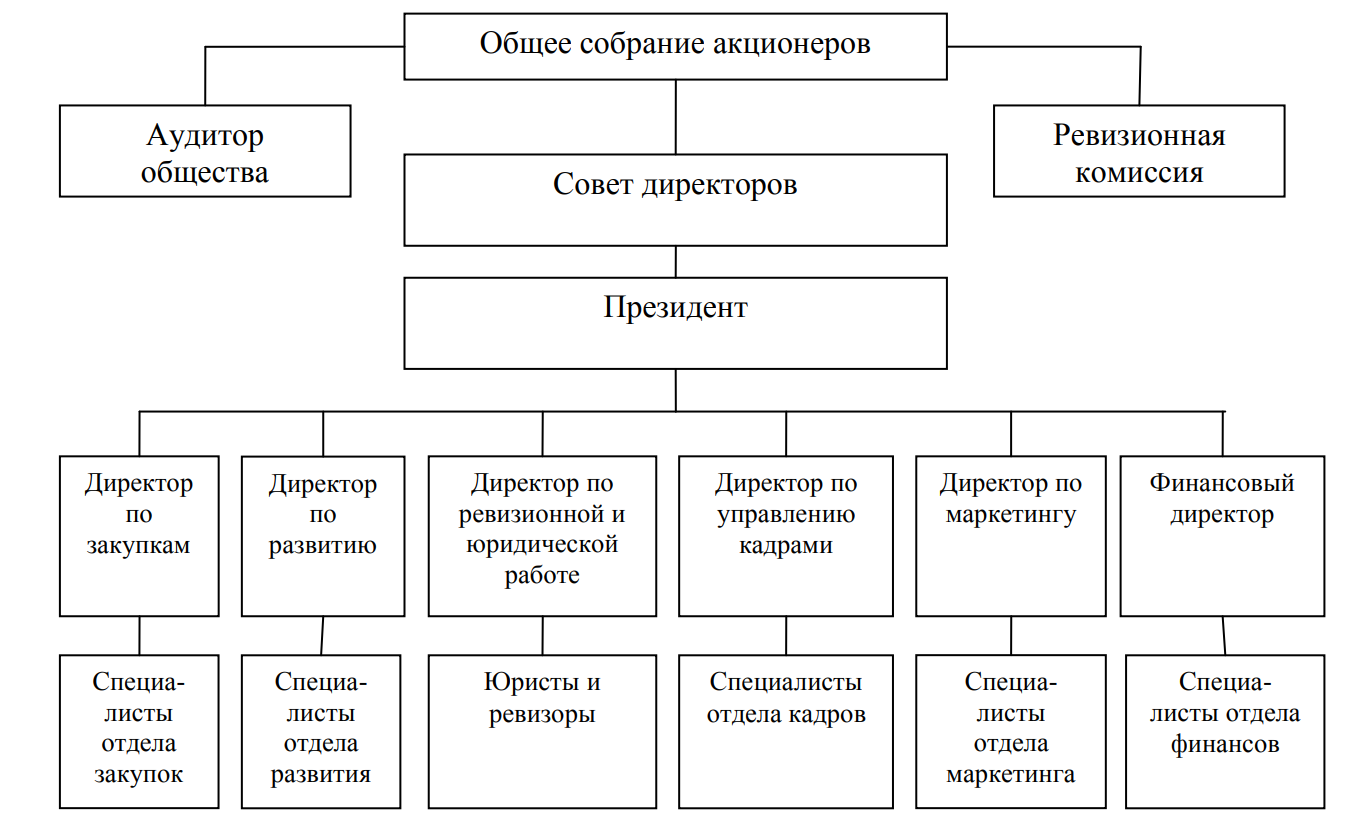 Общее собрание акционеров
Аудитор
общества
Ревизионная
комиссия
Совет директоров
Президент
Директор
по
закупкам
Директор
по
развитию
Директор по
ревизионной и
юридической
работе
Директор по
управлению
кадрами
Директор по
маркетингу
Финансовый
директор
Специа-
листы
отдела
закупок
Специа-
листы
отдела
развития
Юристы и
ревизоры
Специалисты
отдела кадров
Специа-
листы
отдела
маркетинга
Специа-
листы отдела
финансов